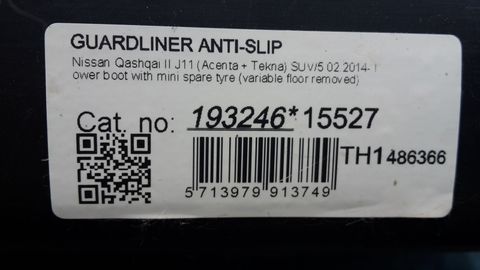 GUARDLINER ANTI-SLIP
Nissan Qashqai II J11 (Acenta + Tekna) SUV/5 02.2014-
ower boot with mini spare tyre (variable floor removed)
Cat. no: 193246*15527
TH1486366
5 713979 913749